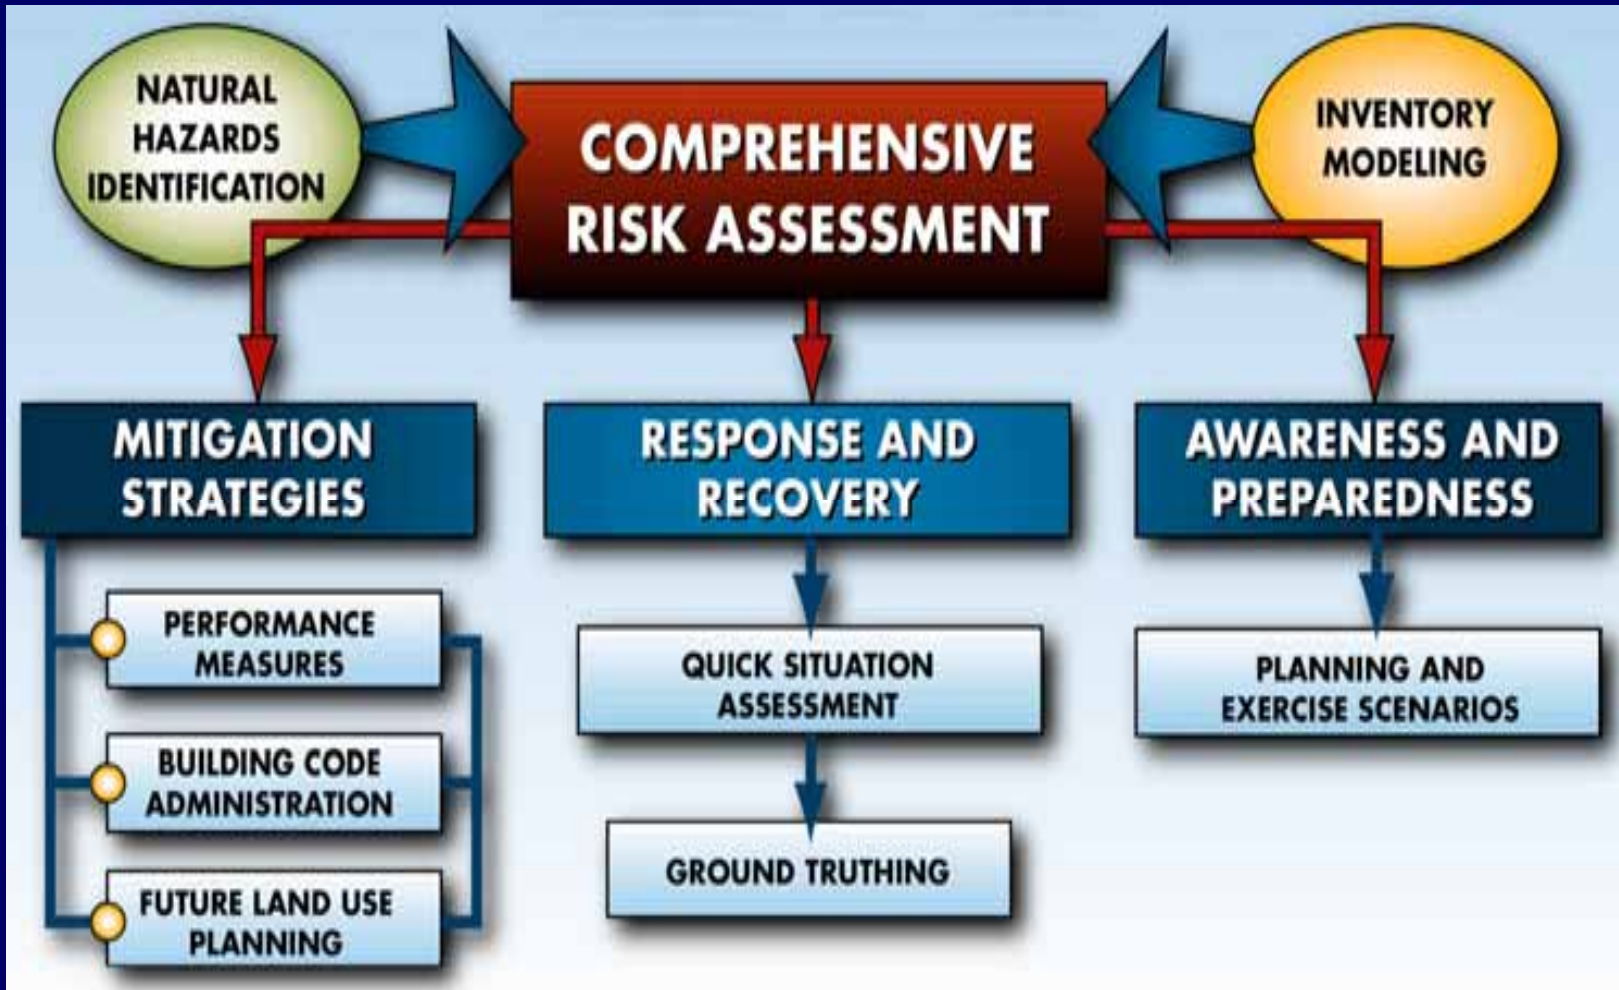 NATURAL
HAZARDS
IDENTIFICATION
COMPREHENSIVE
RISK ASSESSMENT
INVENTORY
MODELING
MITIGATION
STRATEGIES
PERFORMANCE
MEASURES
BUILDING CODE
ADMINISTRATION
FUTURE LAND USE
PLANNING
RESPONSE AND
RECOVERY
QUICK SITUATION
ASSESSMENT
GROUND TRUTHING
AWARENESS AND
PREPAREDNESS
PLANNING AND
EXERCISE SCENARIOS